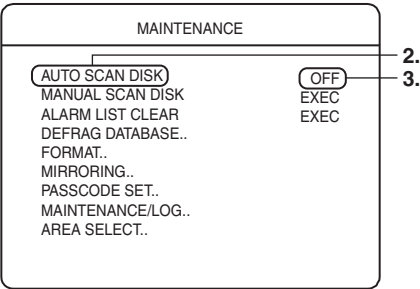 MAINTENANCE
2.
AUTO SCAN DISK OFF 3.
MANUAL SCAN DISK EXEC
ALARM LIST CLEAR EXEC
DEFRAG DATABASE..
FORMAT..
MIRRORING..
PASSCODE SET..
MAINTENANCE/LOG..
AREA SELECT..